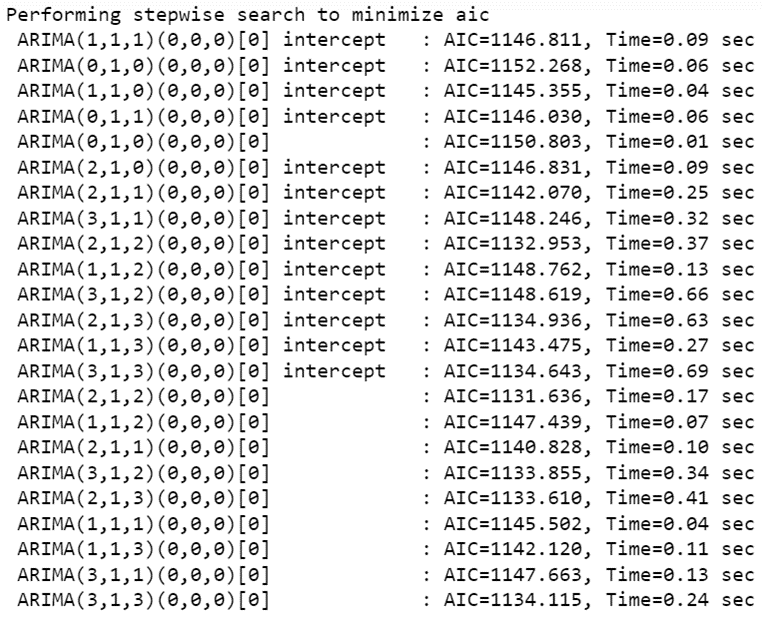 Performing stepwise search to minimize aic
 ARIMA(1,1,1)(0,0,0)[0] intercept   : AIC=1146.811, Time=0.09 sec
 ARIMA(0,1,0)(0,0,0)[0] intercept   : AIC=1152.268, Time=0.06 sec
 ARIMA(1,1,0)(0,0,0)[0] intercept   : AIC=1145.355, Time=0.04 sec
 ARIMA(0,1,1)(0,0,0)[0] intercept   : AIC=1146.030, Time=0.06 sec
 ARIMA(0,1,0)(0,0,0)[0]             : AIC=1150.803, Time=0.01 sec
 ARIMA(2,1,0)(0,0,0)[0] intercept   : AIC=1146.831, Time=0.09 sec
 ARIMA(2,1,1)(0,0,0)[0] intercept   : AIC=1142.070, Time=0.25 sec
 ARIMA(3,1,1)(0,0,0)[0] intercept   : AIC=1148.246, Time=0.32 sec
 ARIMA(2,1,2)(0,0,0)[0] intercept   : AIC=1132.953, Time=0.37 sec
 ARIMA(1,1,2)(0,0,0)[0] intercept   : AIC=1148.762, Time=0.13 sec
 ARIMA(3,1,2)(0,0,0)[0] intercept   : AIC=1148.619, Time=0.66 sec
 ARIMA(2,1,3)(0,0,0)[0] intercept   : AIC=1134.936, Time=0.63 sec
 ARIMA(1,1,3)(0,0,0)[0] intercept   : AIC=1143.475, Time=0.27 sec
 ARIMA(3,1,3)(0,0,0)[0] intercept   : AIC=1134.643, Time=0.69 sec
 ARIMA(2,1,2)(0,0,0)[0]             : AIC=1131.636, Time=0.17 sec
 ARIMA(1,1,2)(0,0,0)[0]             : AIC=1147.439, Time=0.07 sec
 ARIMA(2,1,1)(0,0,0)[0]             : AIC=1140.828, Time=0.10 sec
 ARIMA(3,1,2)(0,0,0)[0]             : AIC=1133.855, Time=0.34 sec
 ARIMA(2,1,3)(0,0,0)[0]             : AIC=1133.610, Time=0.41 sec
 ARIMA(1,1,1)(0,0,0)[0]             : AIC=1145.502, Time=0.04 sec
 ARIMA(1,1,3)(0,0,0)[0]             : AIC=1142.120, Time=0.11 sec
 ARIMA(3,1,1)(0,0,0)[0]             : AIC=1147.663, Time=0.13 sec
 ARIMA(3,1,3)(0,0,0)[0]             : AIC=1134.115, Time=0.24 sec